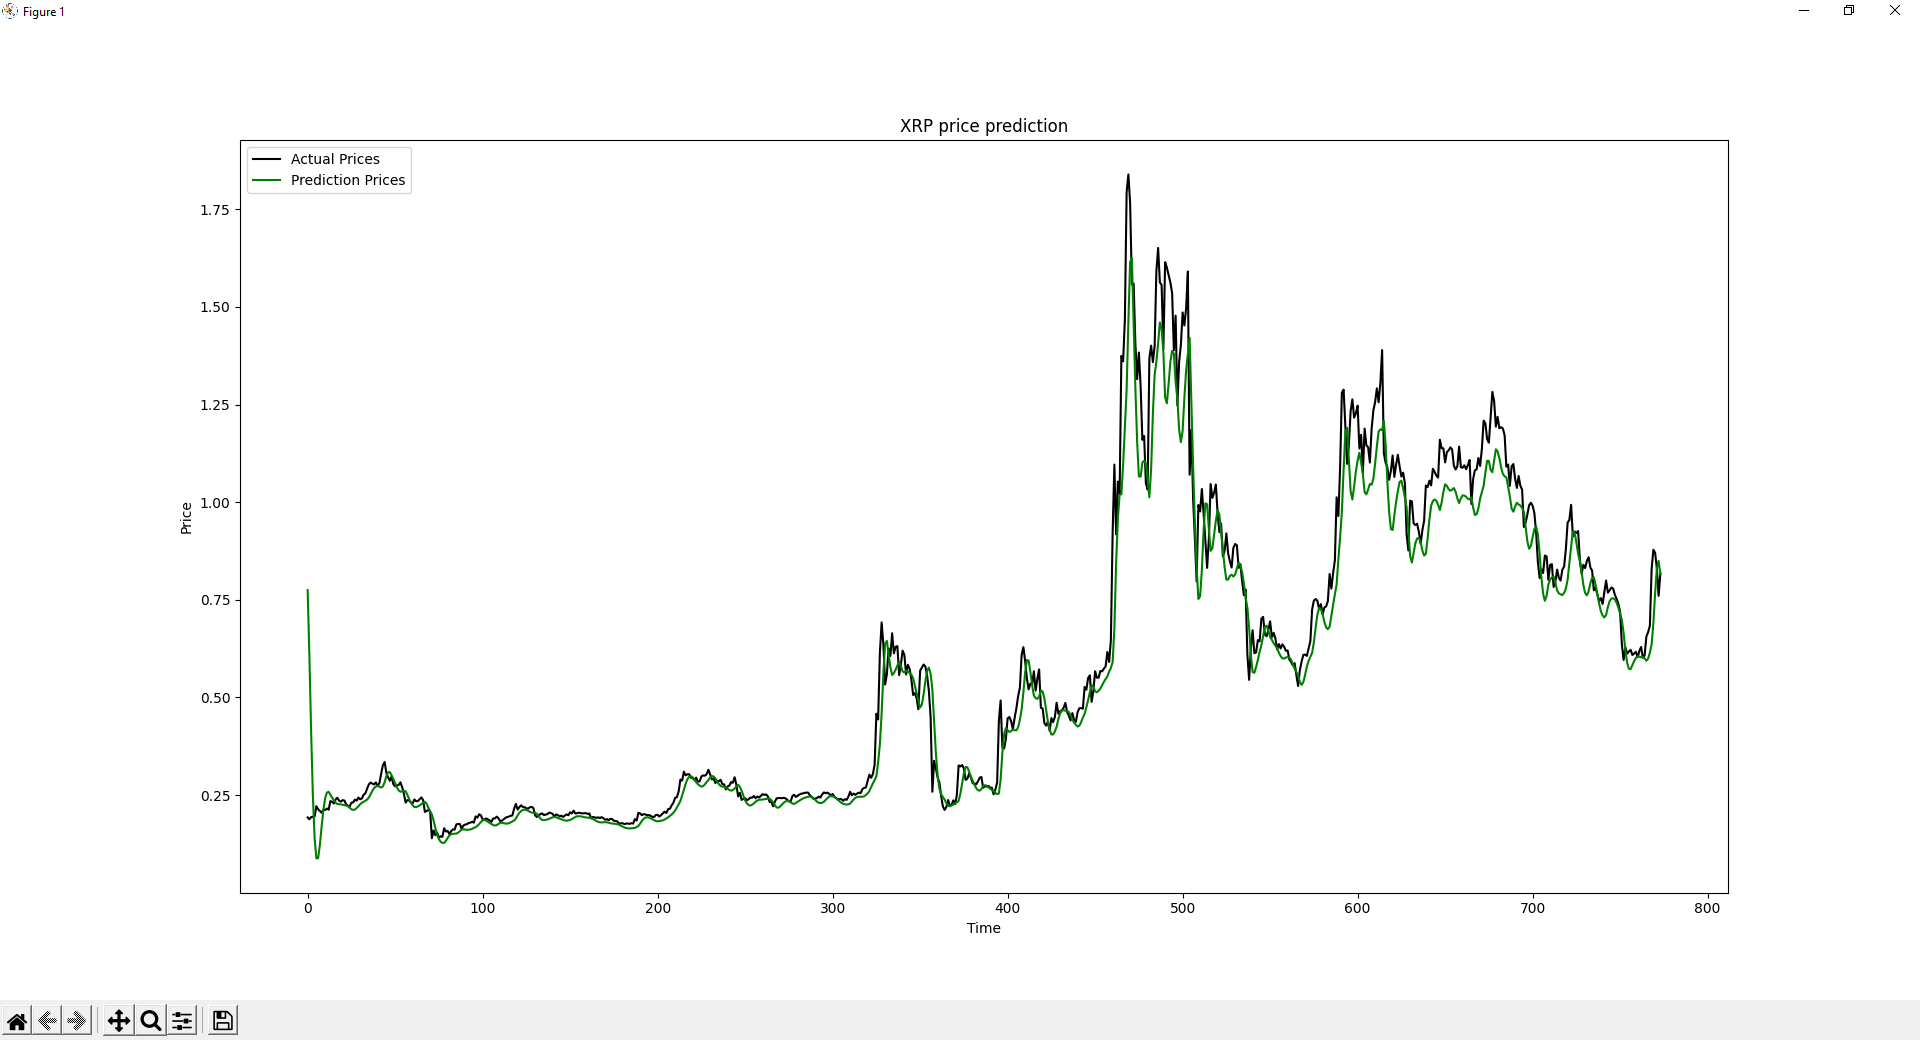 Figure 1
XRP price prediction
Actual Prices
Prediction Prices
1.75
1.50
1.25
1.00
0.75
0.50
0.25
Price
0 100 200 300 400 500 600 700 800
Time